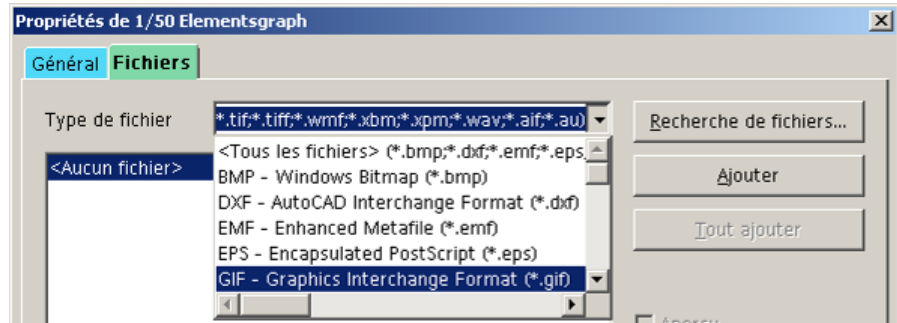 Propriétés de 1/50 Elementsgraph
Général Fichiers
Type de fichier
*.tif;*.tiff;*.wmf;*.xbm;*.xpm;*.wav;*.aif;*.au)
Recherche de fichiers...
<Aucun fichier>
<Tous les fichiers> (*.bmp;*.dxf;*.emf;*.eps
BMP - Windows Bitmap (*.bmp)
DXF - AutoCAD Interchange Format (*.dxf)
EMF - Enhanced Metafile (*.emf)
EPS - Encapsulated PostScript (*.eps)
GIF - Graphics Interchange Format (*.gif)
Ajouter
Tout ajouter